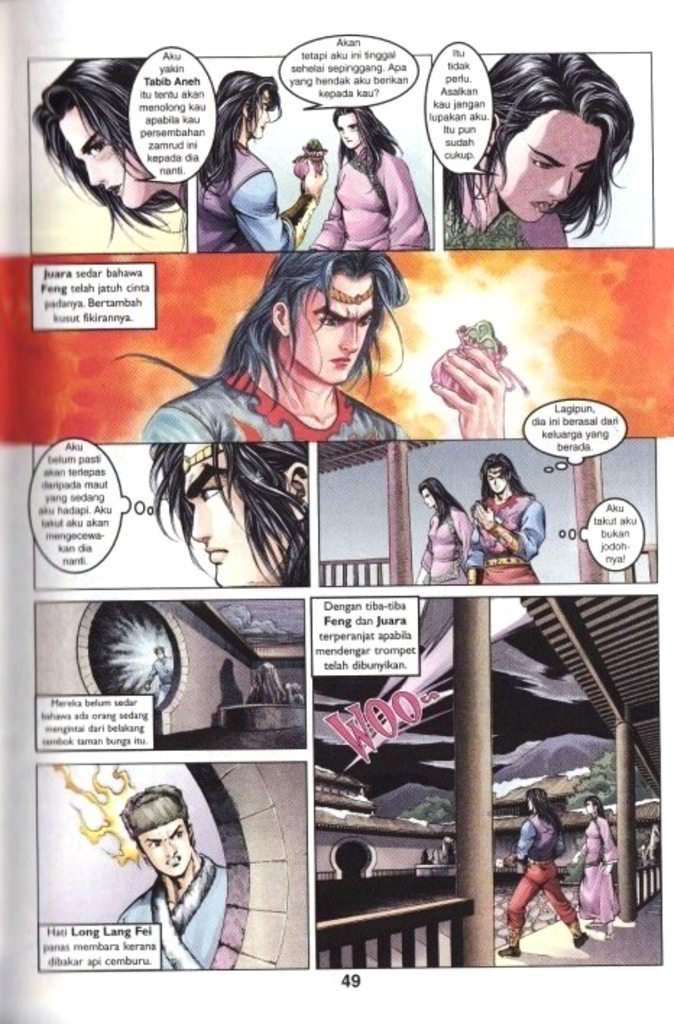 Aku
yakin
Tabib Aneh
itu tentu akan
menolong kau
apabila kau
persembahan
zamrud ini
kepada dia
nanti.
Akan
tetapi aku ini tinggal
sehelai sepinggang. Apa
yang hendak aku berikan
kepada kau?
Itu
tidak
perlu.
Asalkan
kau jangan
lupakan aku.
Itu pun
sudah
cukup.
Juara sedar bahawa
Feng telah jatuh cinta
padanya. Bertambah
kusut fikirannya.
Aku
belum pasti
akan terlepas
daripada maut
yang sedang
aku hadapi. Aku
takut aku akan
mengecewa-
kan dia
nanti.
Lagipun,
dia ini berasal dari
keluarga yang
berada.
Aku
takut aku
bukan
jodoh-
nya!
Mereka belum sedar
bahawa ada orang sedang
mengintai dari belakang
tembok taman bunga itu.
Dengan tiba-tiba
Feng dan Juara
terperanjat apabila
mendengar trompet
telah dibunyikan.
WOO
Hati Long Lang Fei
panas membara kerana
dibakar api cemburu.
49